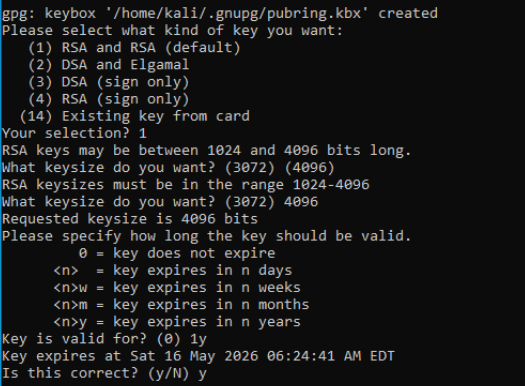 gpg: keybox '/home/kali/.gnupg/pubring.kbx' created
Please select what kind of key you want:
   (1) RSA and RSA (default)
   (2) DSA and Elgamal
   (3) DSA (sign only)
   (4) RSA (sign only)
  (14) Existing key from card
Your selection? 1
RSA keys may be between 1024 and 4096 bits long.
What keysize do you want? (3072) (4096)
RSA keysizes must be in the range 1024-4096
What keysize do you want? (3072) 4096
Requested keysize is 4096 bits
Please specify how long the key should be valid.
         0 = key does not expire
      <n>  = key expires in n days
      <n>w = key expires in n weeks
      <n>m = key expires in n months
      <n>y = key expires in n years
Key is valid for? (0) 1y
Key expires at Sat 16 May 2026 06:24:41 AM EDT
Is this correct? (y/N) y